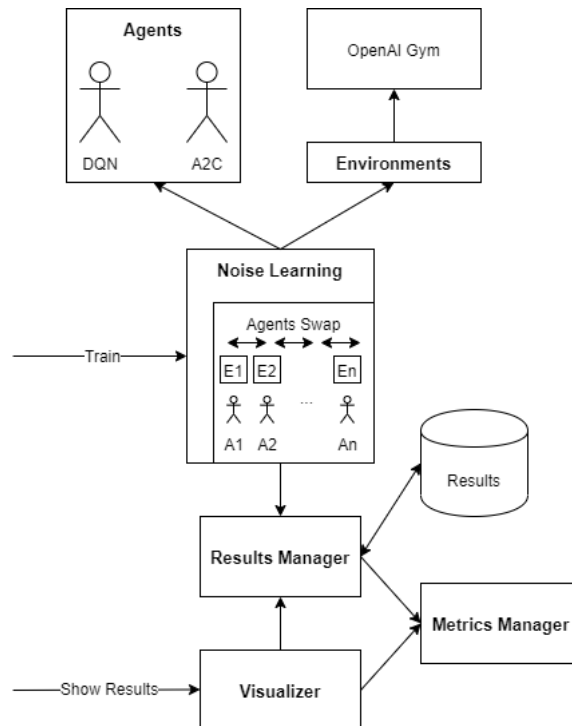 Agents
DQN
A2C
OpenAI Gym
Environments
Noise Learning
Agents Swap
E1
E2
En
...
A1
A2
An
Train
Results
Results Manager
Metrics Manager
Show Results
Visualizer